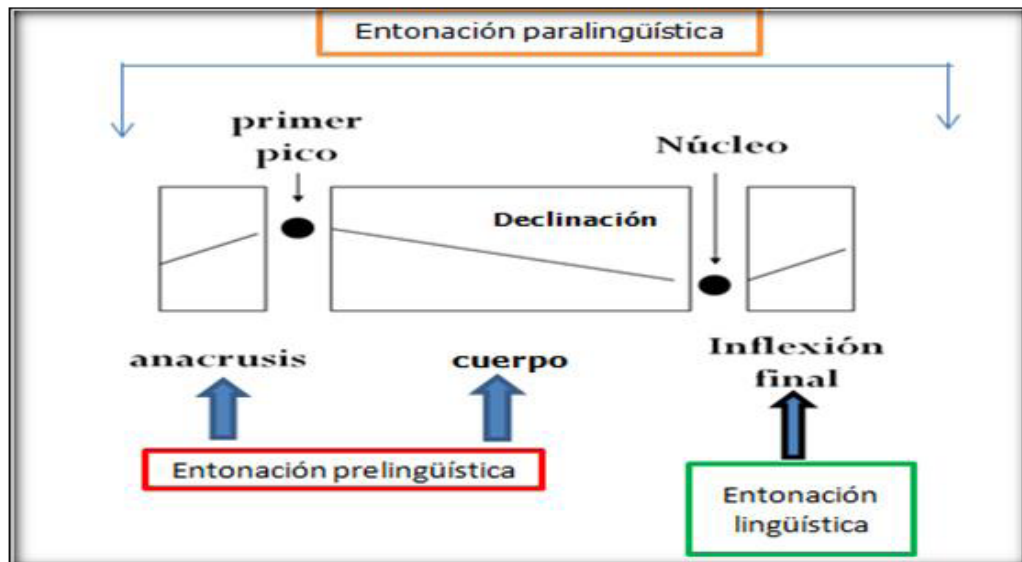 Entonación paralingüística
primer
pico
Núcleo
Declinación
anacrusis
cuerpo
Inflexión
final
Entonación prelingüística
Entonación
lingüística